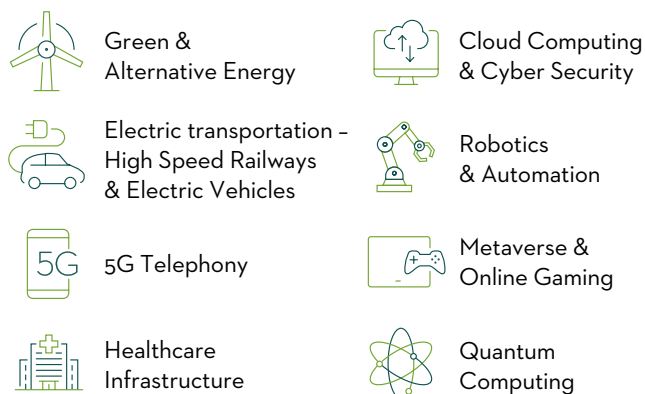 Green &
Alternative Energy
Electric transportation –
High Speed Railways
& Electric Vehicles
5G
5G Telephony
Healthcare
Infrastructure
Cloud Computing
& Cyber Security
Robotics
& Automation
Metaverse &
Online Gaming
Quantum
Computing